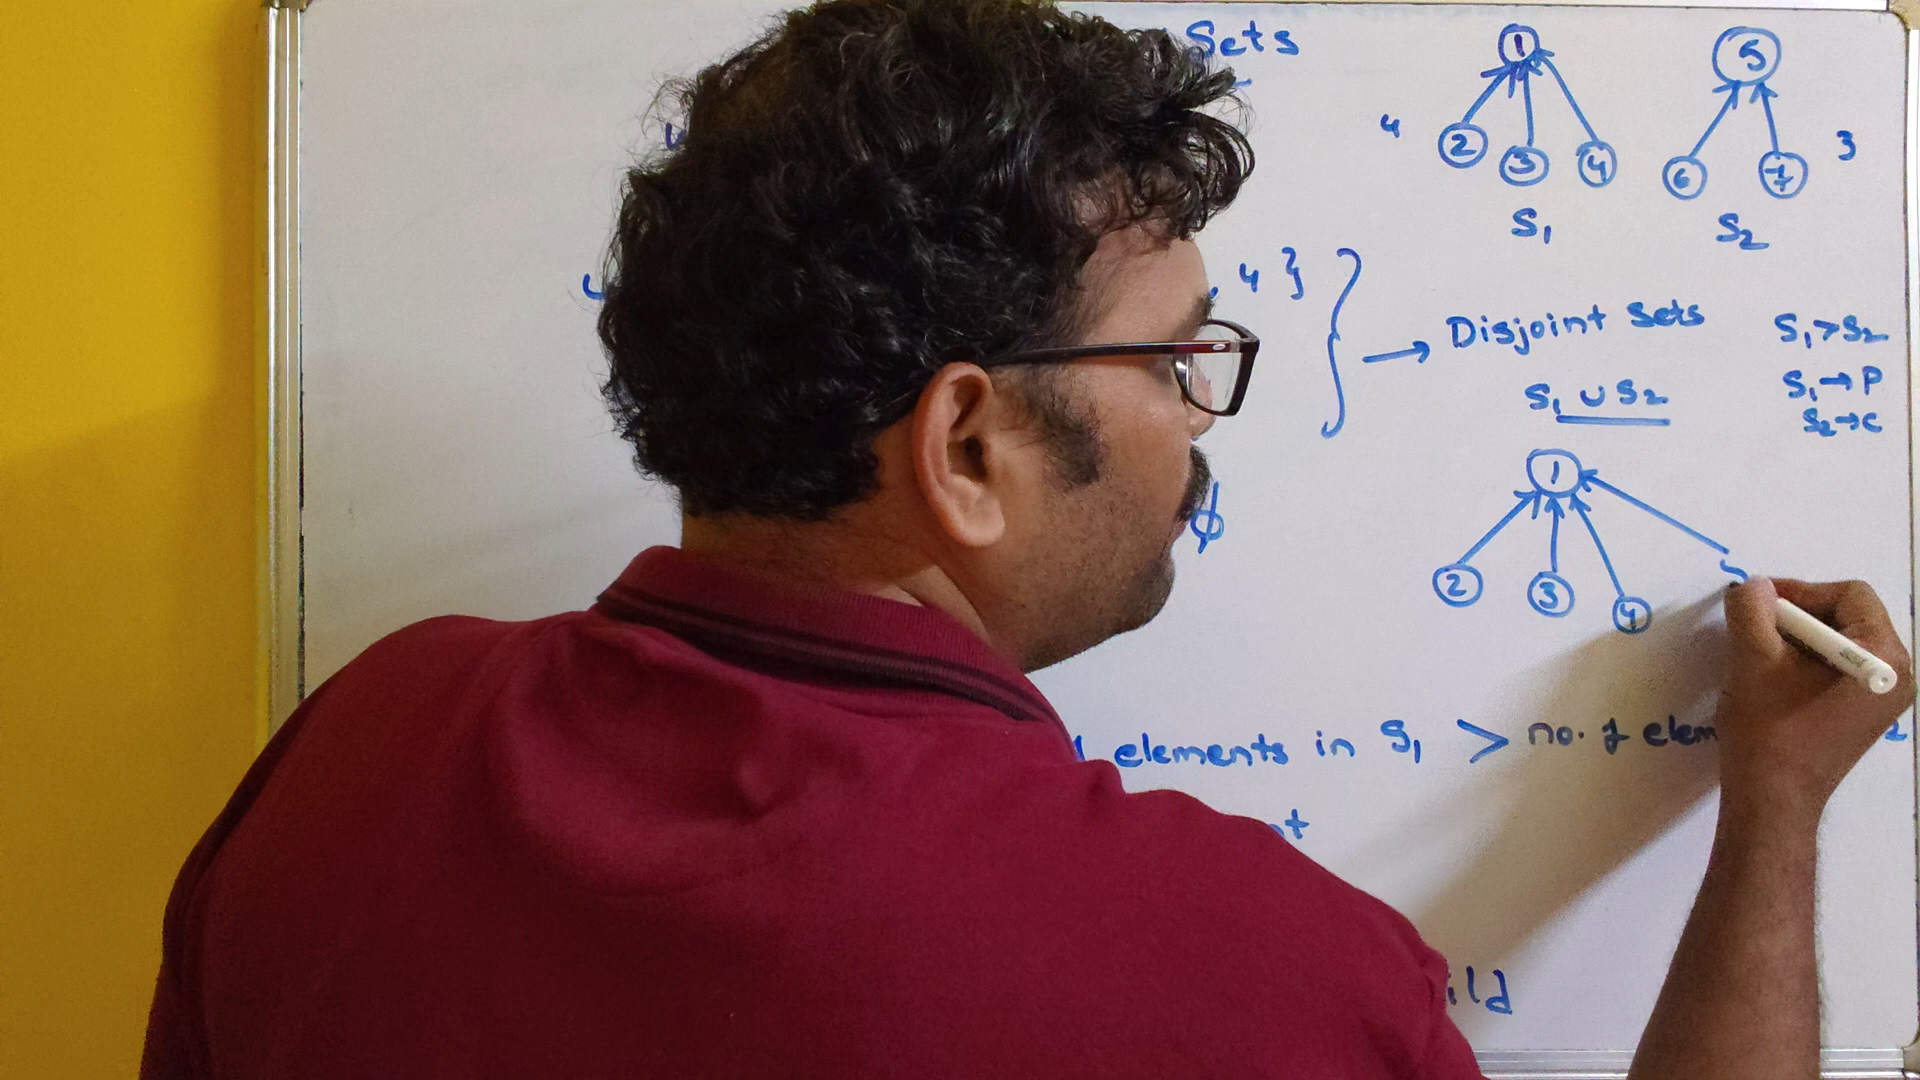 Sets
1
5
4
2
3
4
6
7
3
S₁
S₂
, 4 }
→ Disjoint Sets
S₁>S₂
S₁→P
S₂→C
S₁ ∪ S₂
1
ϕ
2
3
4
elements in S₁ > no. of elem
2
ild